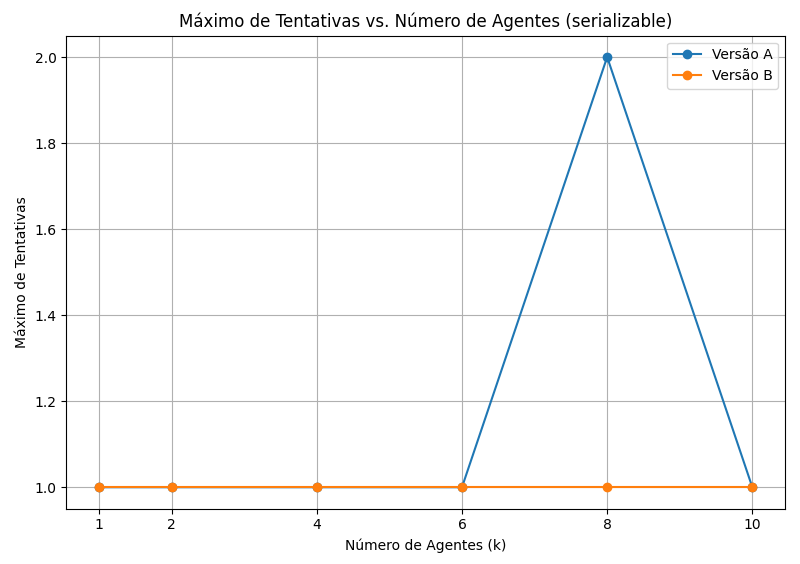 Máximo de Tentativas vs. Número de Agentes (serializable)
Versão A
Versão B
Máximo de Tentativas
2.0
1.8
1.6
1.4
1.2
1.0
1 2 4 6 8 10
Número de Agentes (k)